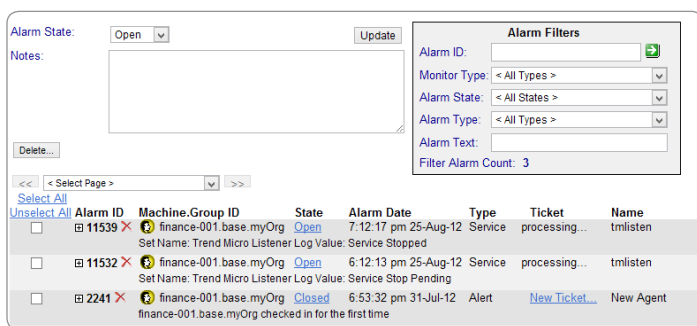 Alarm State: Open Update
Notes:
Delete...
Alarm Filters
Alarm ID:
Monitor Type: < All Types >
Alarm State: < All States >
Alarm Type: < All Types >
Alarm Text:
Filter Alarm Count: 3
<< < Select Page > >>
Select All
Unselect All Alarm ID Machine.Group ID State Alarm Date Type Ticket Name
11539 finance-001.base.myOrg Open 7:12:17 pm 25-Aug-12 Service processing... tmlisten
Set Name: Trend Micro Listener Log Value: Service Stopped
11532 finance-001.base.myOrg Open 6:12:13 pm 25-Aug-12 Service processing... tmlisten
Set Name: Trend Micro Listener Log Value: Service Stop Pending
2241 finance-001.base.myOrg Closed 6:53:32 pm 31-Jul-12 Alert New Ticket... New Agent
finance-001.base.myOrg checked in for the first time